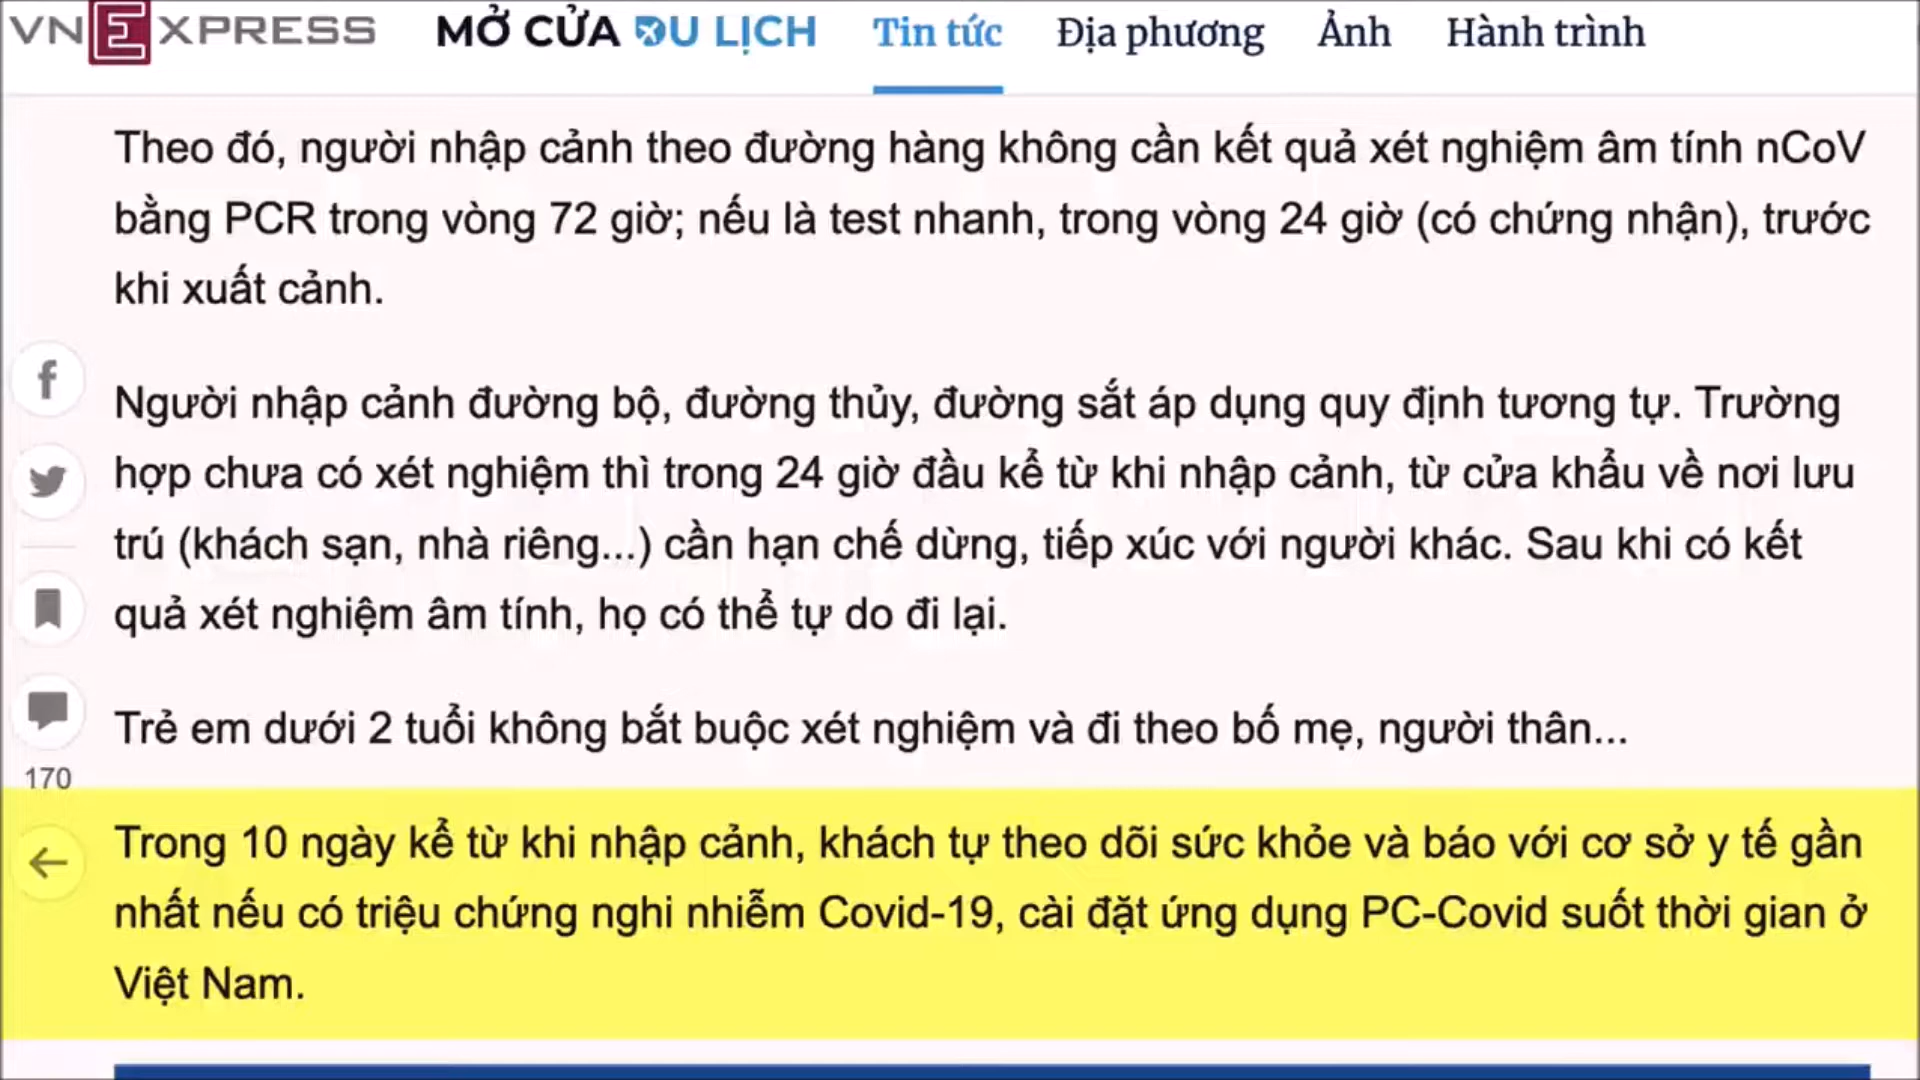 VNEXPRESS MỞ CỬA DU LỊCH Tin tức Địa phương Ảnh Hành trình
Theo đó, người nhập cảnh theo đường hàng không cần kết quả xét nghiệm âm tính nCoV
bằng PCR trong vòng 72 giờ; nếu là test nhanh, trong vòng 24 giờ (có chứng nhận), trước
khi xuất cảnh.
Người nhập cảnh đường bộ, đường thủy, đường sắt áp dụng quy định tương tự. Trường
hợp chưa có xét nghiệm thì trong 24 giờ đầu kể từ khi nhập cảnh, từ cửa khẩu về nơi lưu
trú (khách sạn, nhà riêng...) cần hạn chế dừng, tiếp xúc với người khác. Sau khi có kết
quả xét nghiệm âm tính, họ có thể tự do đi lại.
Trẻ em dưới 2 tuổi không bắt buộc xét nghiệm và đi theo bố mẹ, người thân...
170
Trong 10 ngày kể từ khi nhập cảnh, khách tự theo dõi sức khỏe và báo với cơ sở y tế gần
nhất nếu có triệu chứng nghi nhiễm Covid-19, cài đặt ứng dụng PC-Covid suốt thời gian ở
Việt Nam.